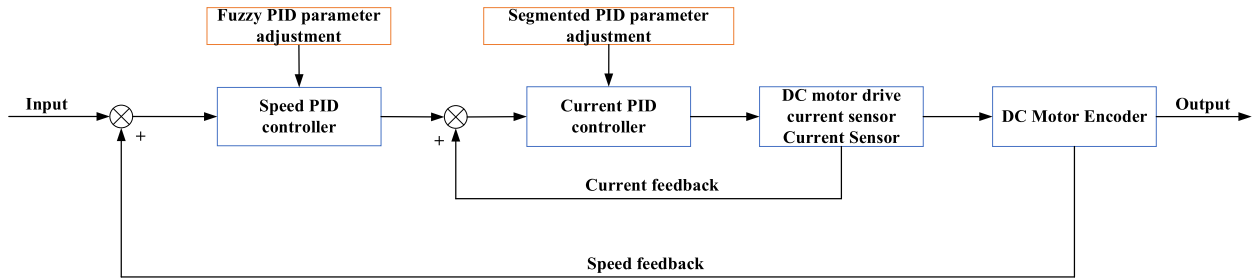 Fuzzy PID parameter
adjustment
Segmented PID parameter
adjustment
Input
+
Speed PID
controller
+
Current PID
controller
DC motor drive
current sensor
Current Sensor
DC Motor Encoder
Output
Current feedback
Speed feedback